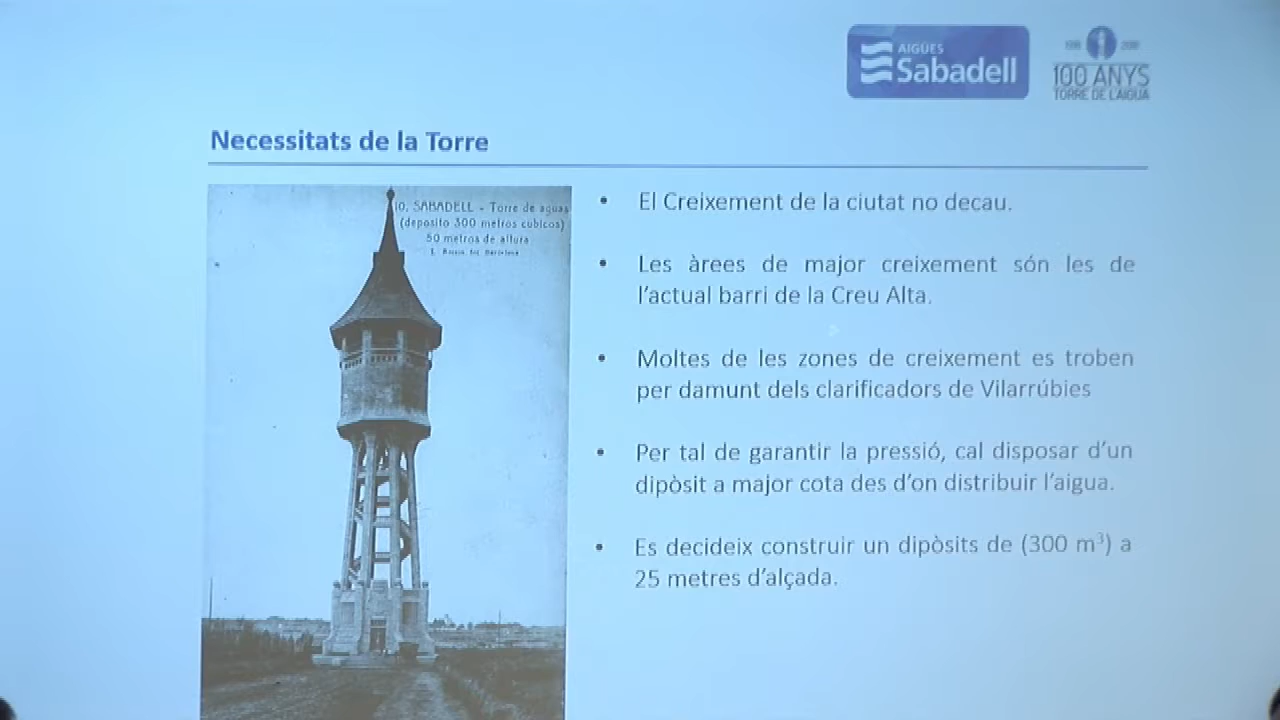 AIGÜES
Sabadell
100 ANYS
TORRE DE L'AIGUA
Necessitats de la Torre
10. SABADELL - Torre de aguas
(deposito 300 metros cubicos)
50 metros de altura
• El Creixement de la ciutat no decau.
• Les àrees de major creixement són les de
l'actual barri de la Creu Alta.
• Moltes de les zones de creixement es troben
per damunt dels clarificadors de Vilarrúbies
• Per tal de garantir la pressió, cal disposar d'un
dipòsit a major cota des d'on distribuir l'aigua.
• Es decideix construir un dipòsits de (300 m³) a
25 metres d'alçada.